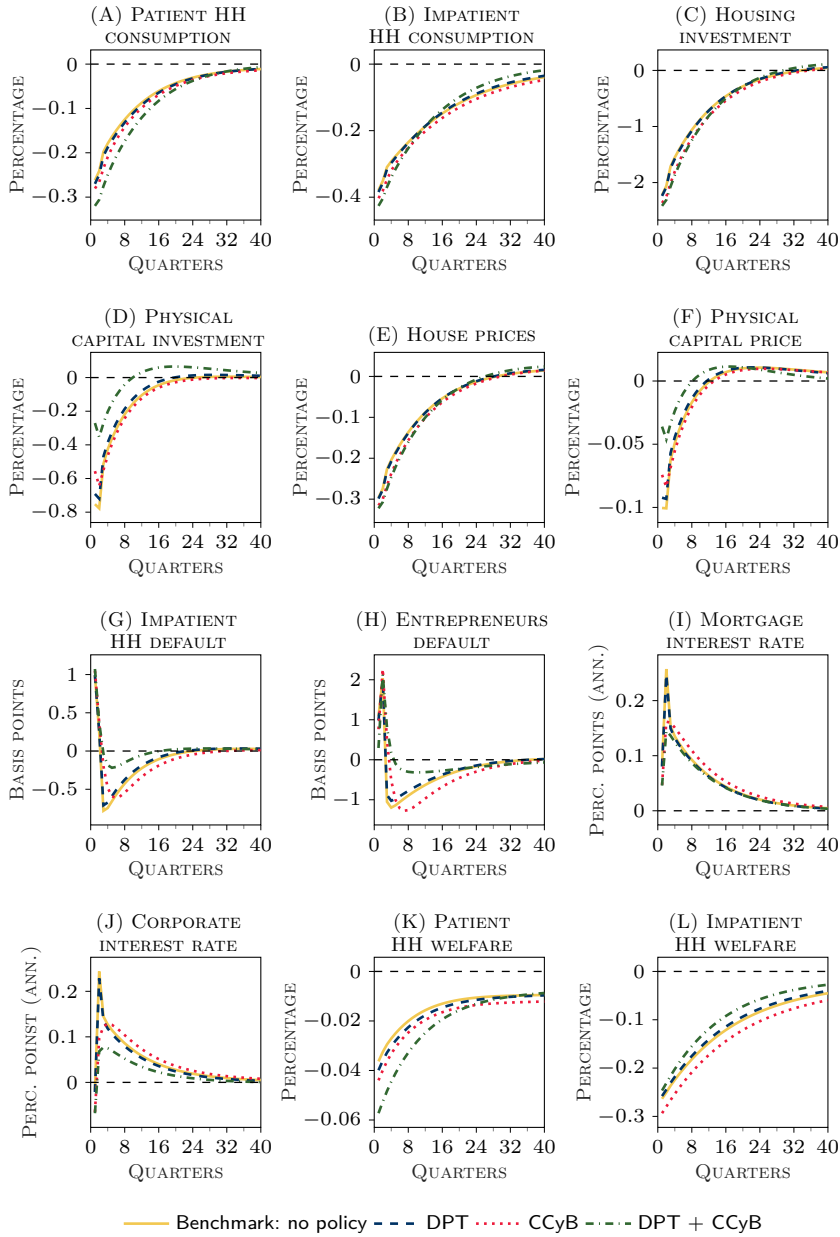 (A) Patient HH consumption
(B) Impatient HH consumption
(C) Housing investment
Percentage
0
−0.1
−0.2
−0.3
0 8 16 24 32 40
Quarters
Percentage
0
−0.2
−0.4
0 8 16 24 32 40
Quarters
Percentage
0
−1
−2
0 8 16 24 32 40
Quarters
(D) Physical capital investment
(E) House prices
(F) Physical capital price
Percentage
0
−0.2
−0.4
−0.6
−0.8
0 8 16 24 32 40
Quarters
Percentage
0
−0.1
−0.2
−0.3
0 8 16 24 32 40
Quarters
Percentage
0
−0.05
−0.1
0 8 16 24 32 40
Quarters
(G) Impatient HH default
(H) Entrepreneurs default
(I) Mortgage interest rate
Basis points
1
0.5
0
−0.5
0 8 16 24 32 40
Quarters
Basis points
2
1
0
−1
0 8 16 24 32 40
Quarters
Perc. points (ann.)
0.2
0.1
0
0 8 16 24 32 40
Quarters
(J) Corporate interest rate
(K) Patient HH welfare
(L) Impatient HH welfare
Perc. poinst (ann.)
0.2
0.1
0
0 8 16 24 32 40
Quarters
Percentage
0
−0.02
−0.04
−0.06
0 8 16 24 32 40
Quarters
Percentage
0
−0.1
−0.2
−0.3
0 8 16 24 32 40
Quarters
Benchmark: no policy DPT CCyB DPT + CCyB